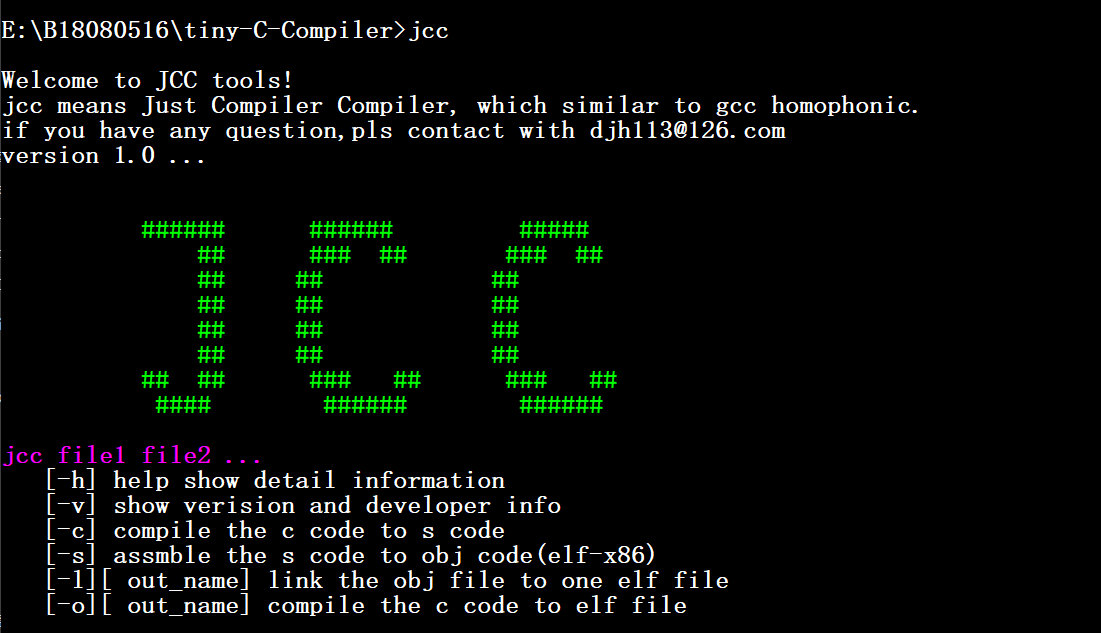 E:\B18080516\tiny-C-Compiler>jcc
Welcome to JCC tools!
jcc means Just Compiler Compiler, which similar to gcc homophonic.
if you have any question,pls contact with djh113@126.com
version 1.0 ...
######      ######         #####
##      ###  ##       ###  ##
##     ##            ##
##     ##            ##
##     ##            ##
##     ##            ##
##  ##      ###   ##      ###   ##
####        ######        ######
jcc file1 file2 ...
[-h] help show detail information
[-v] show verision and developer info
[-c] compile the c code to s code
[-s] assmble the s code to obj code(elf-x86)
[-l][ out_name] link the obj file to one elf file
[-o][ out_name] compile the c code to elf file